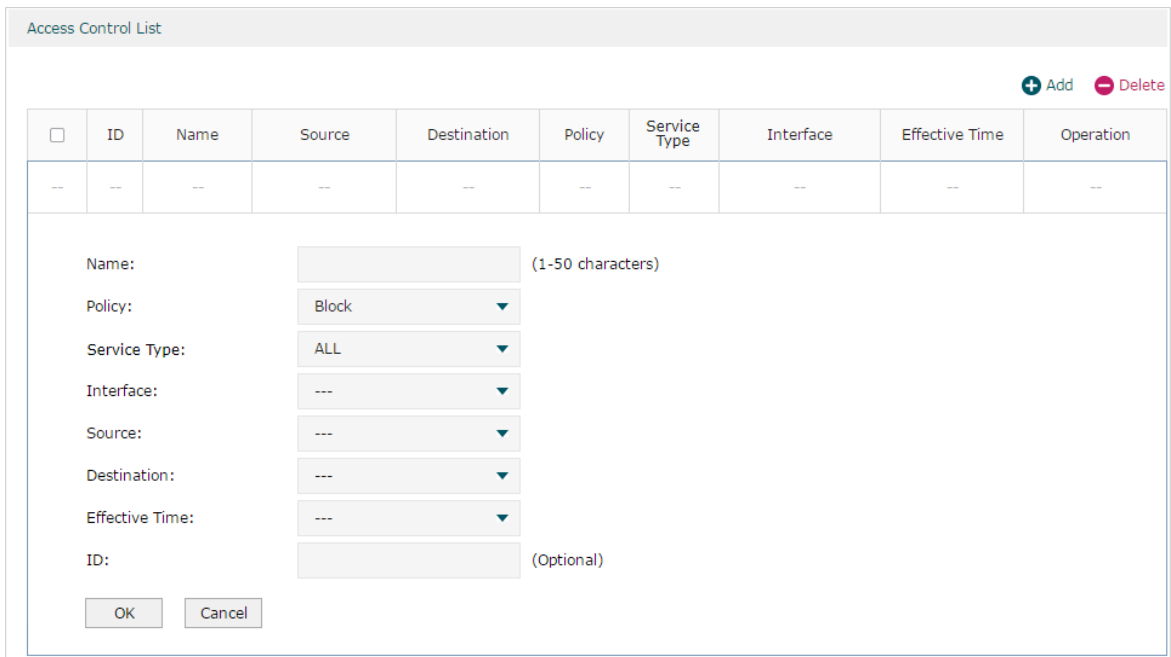 Access Control List
Add Delete
ID Name Source Destination Policy Service Type Interface Effective Time Operation
-- -- -- -- -- -- -- -- -- --
Name: (1-50 characters)
Policy: Block
Service Type: ALL
Interface: ---
Source: ---
Destination: ---
Effective Time: ---
ID: (Optional)
OK Cancel